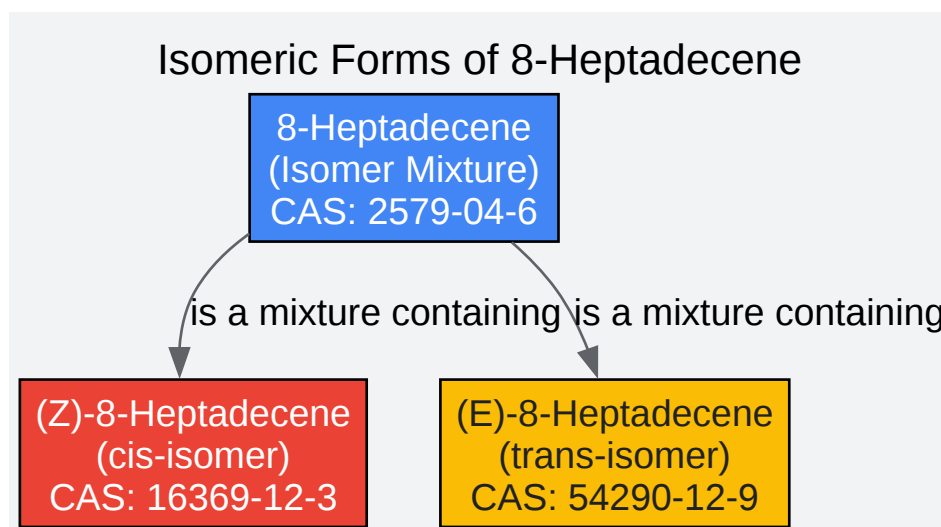 Isomeric Forms of 8-Heptadecene
8-Heptadecene
(Isomer Mixture)
CAS: 2579-04-6
is a mixture containing
is a mixture containing
(Z)-8-Heptadecene
(cis-isomer)
CAS: 16369-12-3
(E)-8-Heptadecene
(trans-isomer)
CAS: 54290-12-9